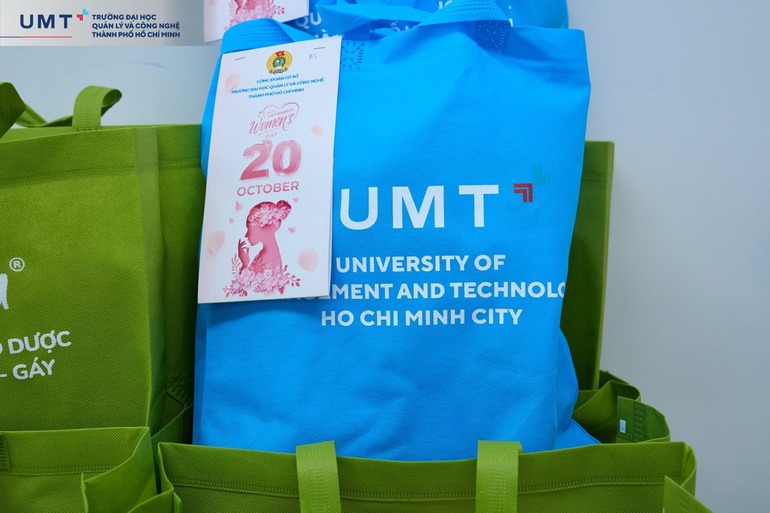 UMT
TRƯỜNG ĐẠI HỌC
QUẢN LÝ VÀ CÔNG NGHỆ
THÀNH PHỐ HỒ CHÍ MINH
CÔNG ĐOÀN CƠ SỞ
TRƯỜNG ĐẠI HỌC QUẢN LÝ VÀ CÔNG NGHỆ
THÀNH PHỐ HỒ CHÍ MINH
Women's
DAY
20
OCTOBER
UMT
UNIVERSITY OF
EMENT AND TECHNOLO
HO CHI MINH CITY
®
DƯỢC
- GÁY